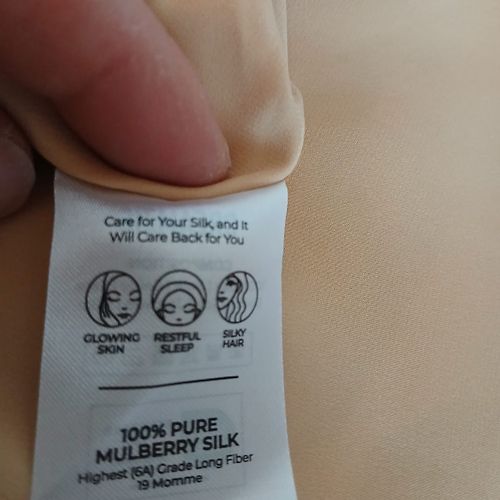 Care for Your Silk, and It
Will Care Back for You
GLOWING SKIN
RESTFUL SLEEP
SILKY HAIR
100% PURE
MULBERRY SILK
Highest (6A) Grade Long Fiber
19 Momme